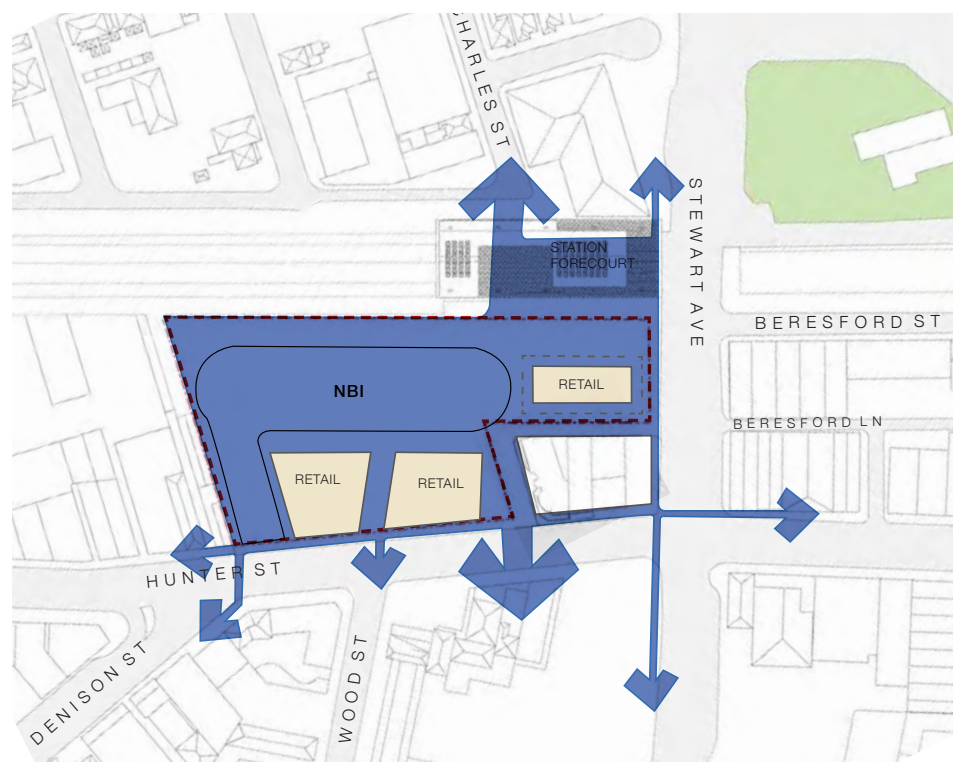 CHARLES ST
STEWART AVE
STATION
FORECOURT
BERESFORD ST
NBI
RETAIL
BERESFORD LN
RETAIL
RETAIL
HUNTER ST
DENISON ST
WOOD ST